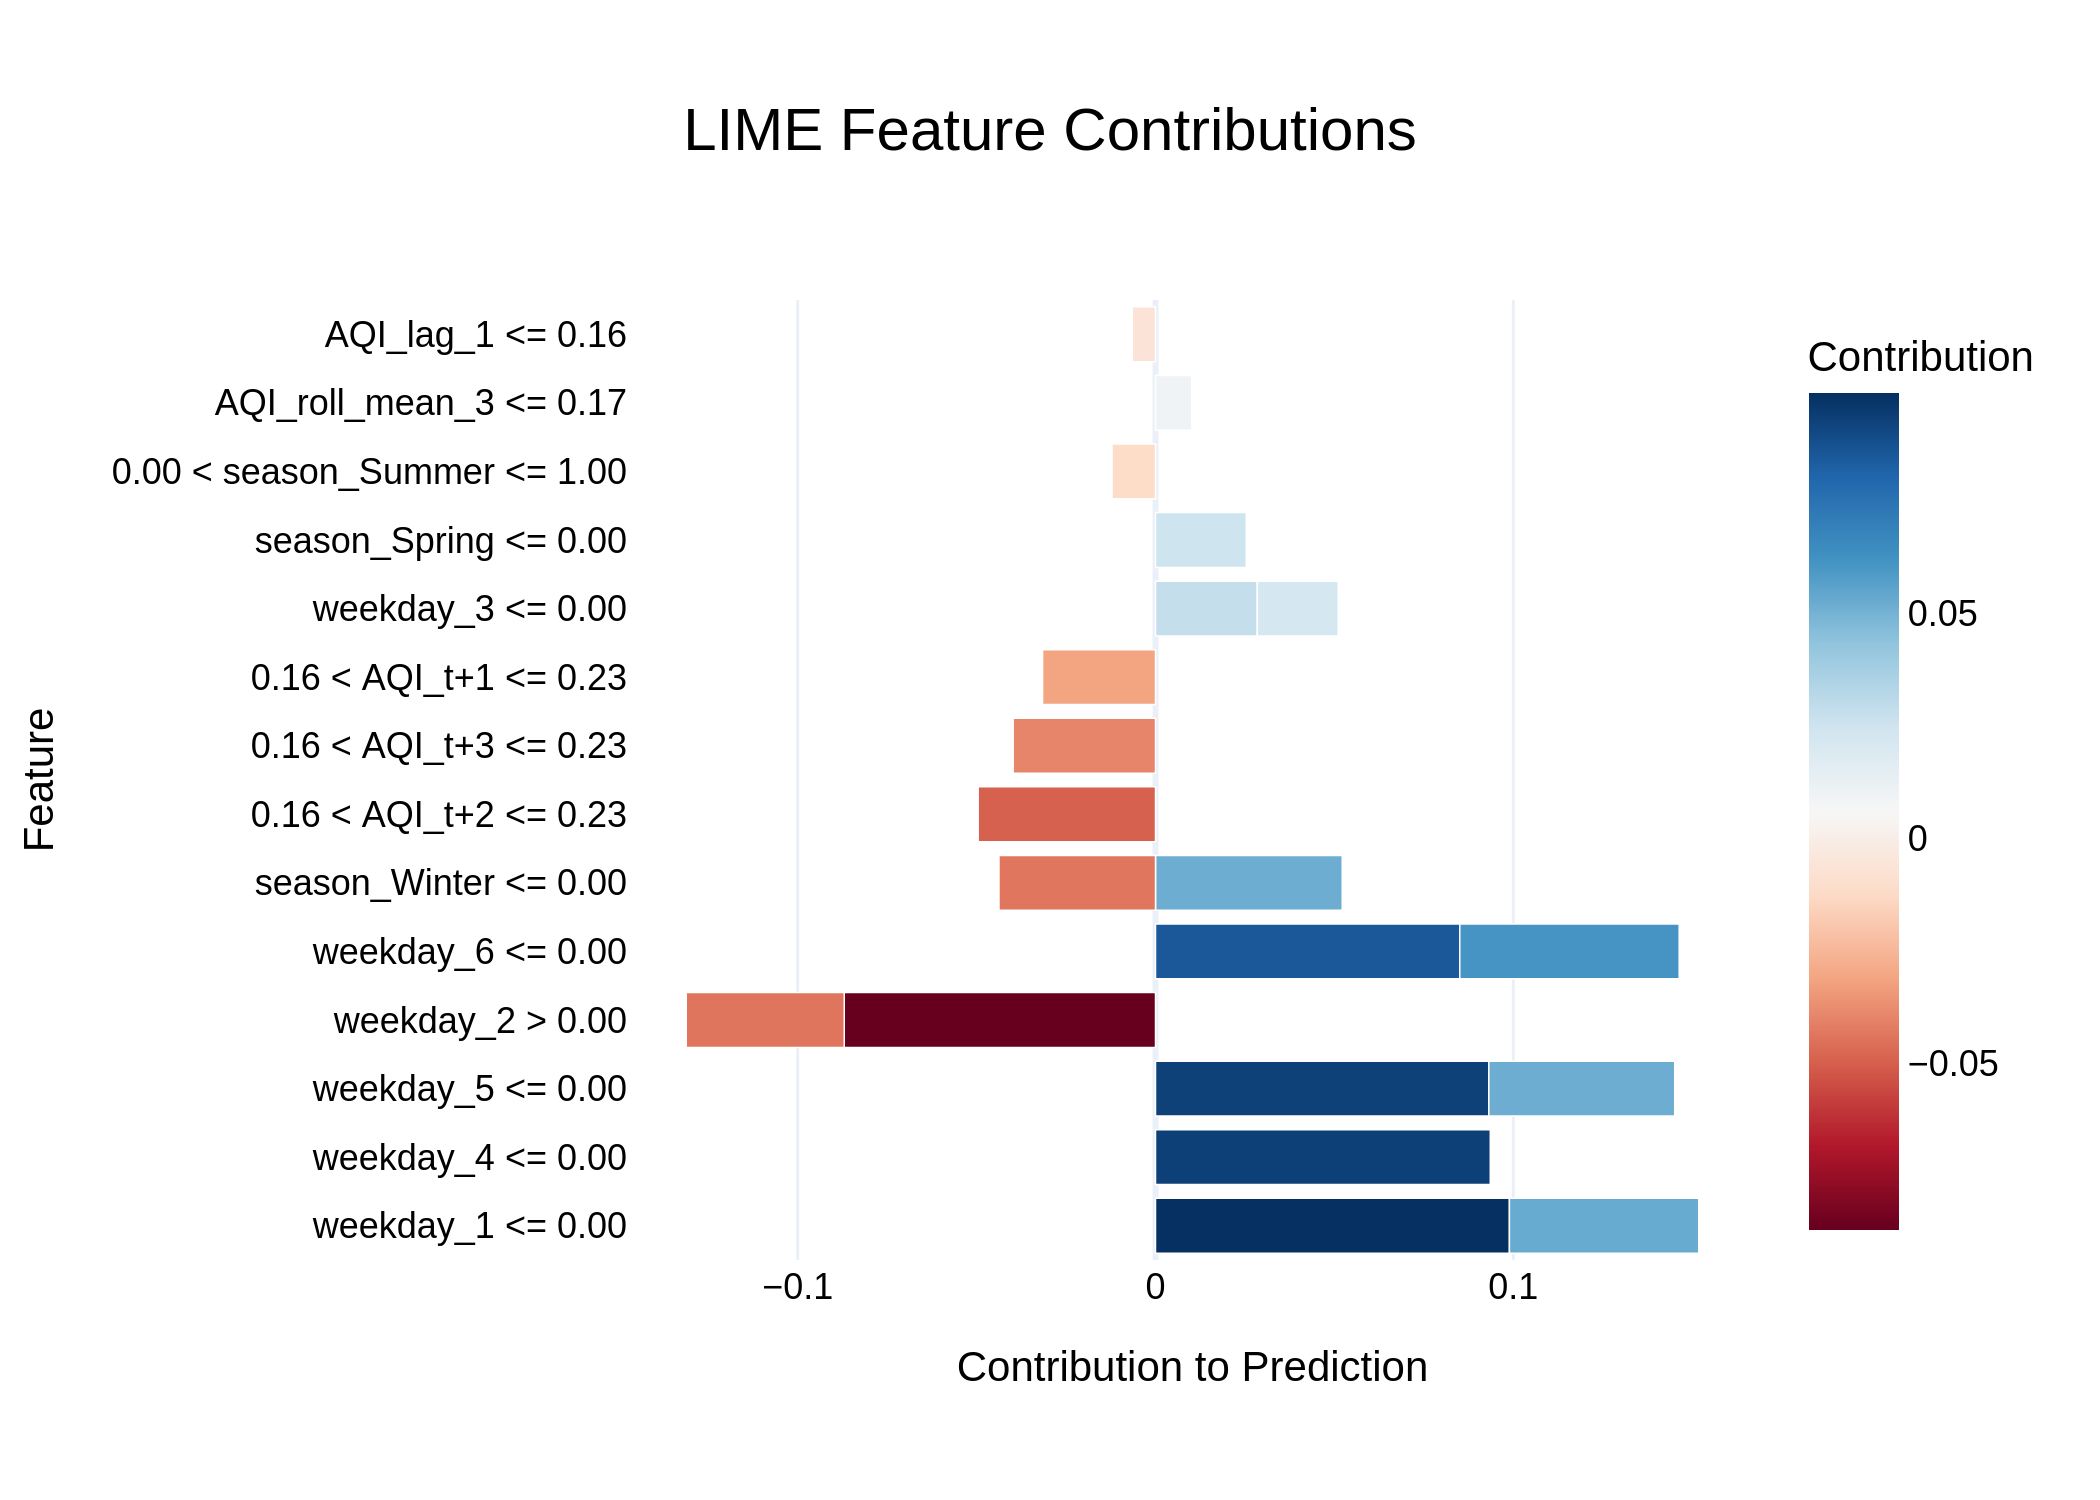 LIME Feature Contributions
AQI_lag_1 <= 0.16
AQI_roll_mean_3 <= 0.17
0.00 < season_Summer <= 1.00
season_Spring <= 0.00
weekday_3 <= 0.00
0.16 < AQI_t+1 <= 0.23
0.16 < AQI_t+3 <= 0.23
0.16 < AQI_t+2 <= 0.23
season_Winter <= 0.00
weekday_6 <= 0.00
weekday_2 > 0.00
weekday_5 <= 0.00
weekday_4 <= 0.00
weekday_1 <= 0.00
Feature
−0.1
0
0.1
Contribution to Prediction
Contribution
0.05
0
−0.05